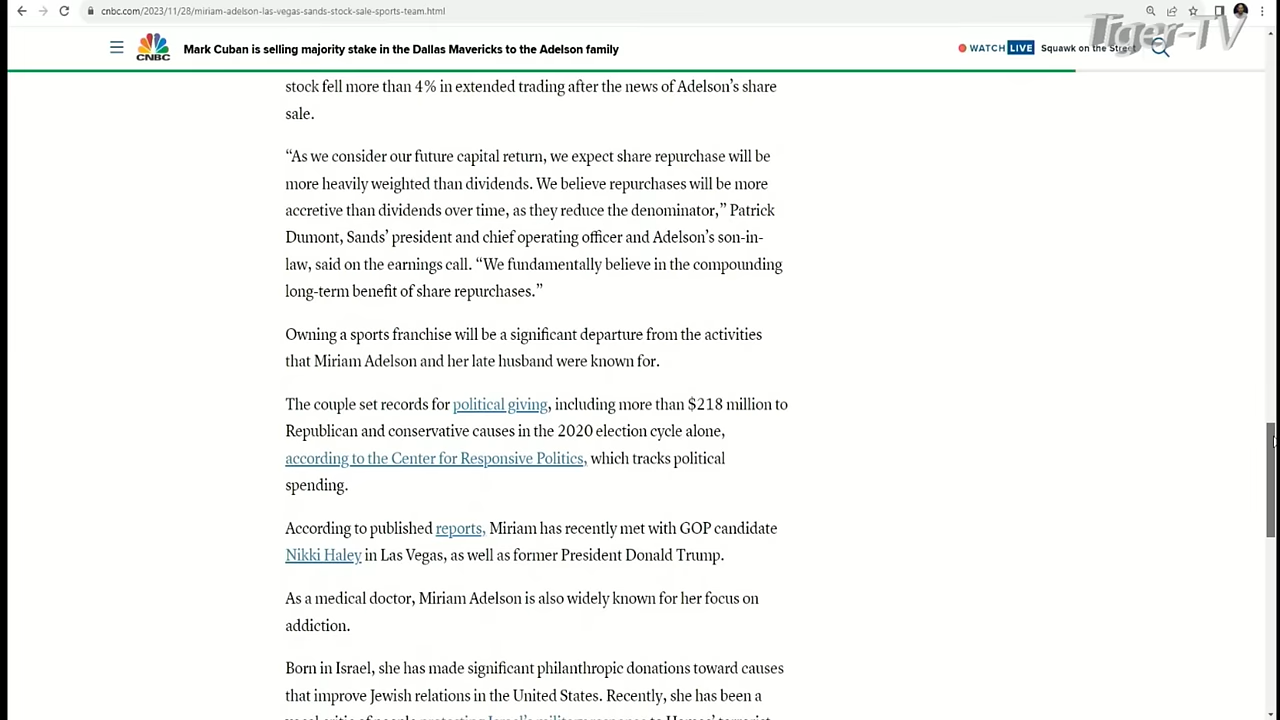 cnbc.com/2023/11/28/miriam-adelson-las-vegas-sands-stock-sale-sports-team.html
Tiger-TV
CNBC
Mark Cuban is selling majority stake in the Dallas Mavericks to the Adelson family
WATCH LIVE Squawk on the Street
stock fell more than 4% in extended trading after the news of Adelson’s share
sale.
“As we consider our future capital return, we expect share repurchase will be
more heavily weighted than dividends. We believe repurchases will be more
accretive than dividends over time, as they reduce the denominator,” Patrick
Dumont, Sands’ president and chief operating officer and Adelson’s son-in-
law, said on the earnings call. “We fundamentally believe in the compounding
long-term benefit of share repurchases.”
Owning a sports franchise will be a significant departure from the activities
that Miriam Adelson and her late husband were known for.
The couple set records for political giving, including more than $218 million to
Republican and conservative causes in the 2020 election cycle alone,
according to the Center for Responsive Politics, which tracks political
spending.
According to published reports, Miriam has recently met with GOP candidate
Nikki Haley in Las Vegas, as well as former President Donald Trump.
As a medical doctor, Miriam Adelson is also widely known for her focus on
addiction.
Born in Israel, she has made significant philanthropic donations toward causes
that improve Jewish relations in the United States. Recently, she has been a
vocal critic of people protesting Israel’s military response to Hamas’ terrorist